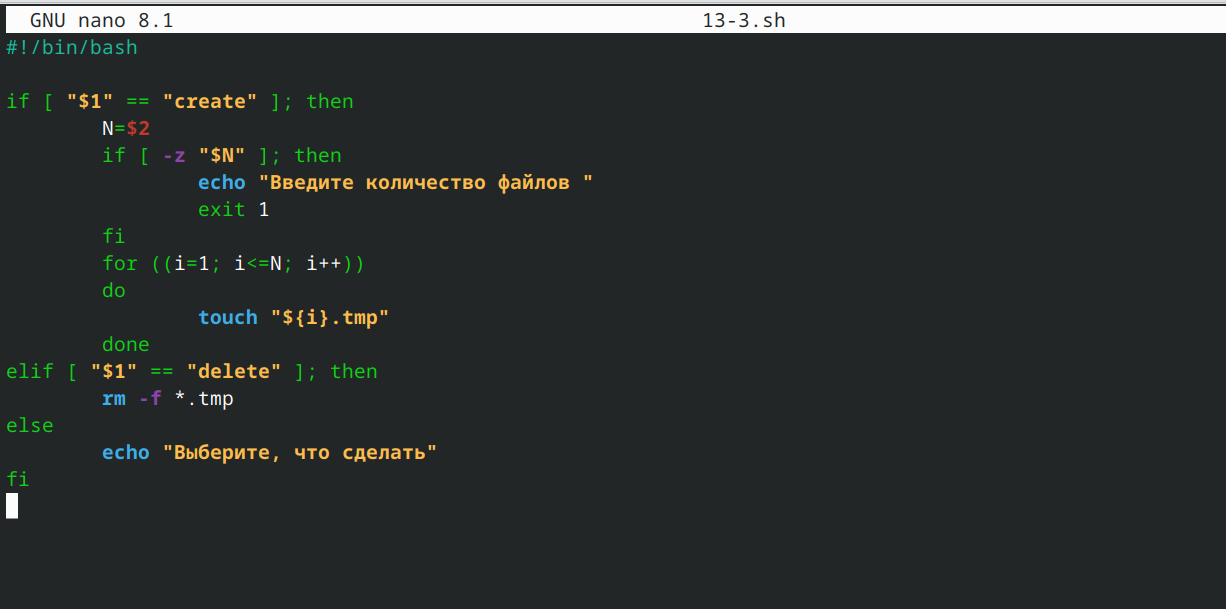 GNU nano 8.1 13-3.sh
#!/bin/bash
if [ "$1" == "create" ]; then
N=$2
if [ -z "$N" ]; then
echo "Введите количество файлов "
exit 1
fi
for ((i=1; i<=N; i++))
do
touch "${i}.tmp"
done
elif [ "$1" == "delete" ]; then
rm -f *.tmp
else
echo "Выберите, что сделать"
fi